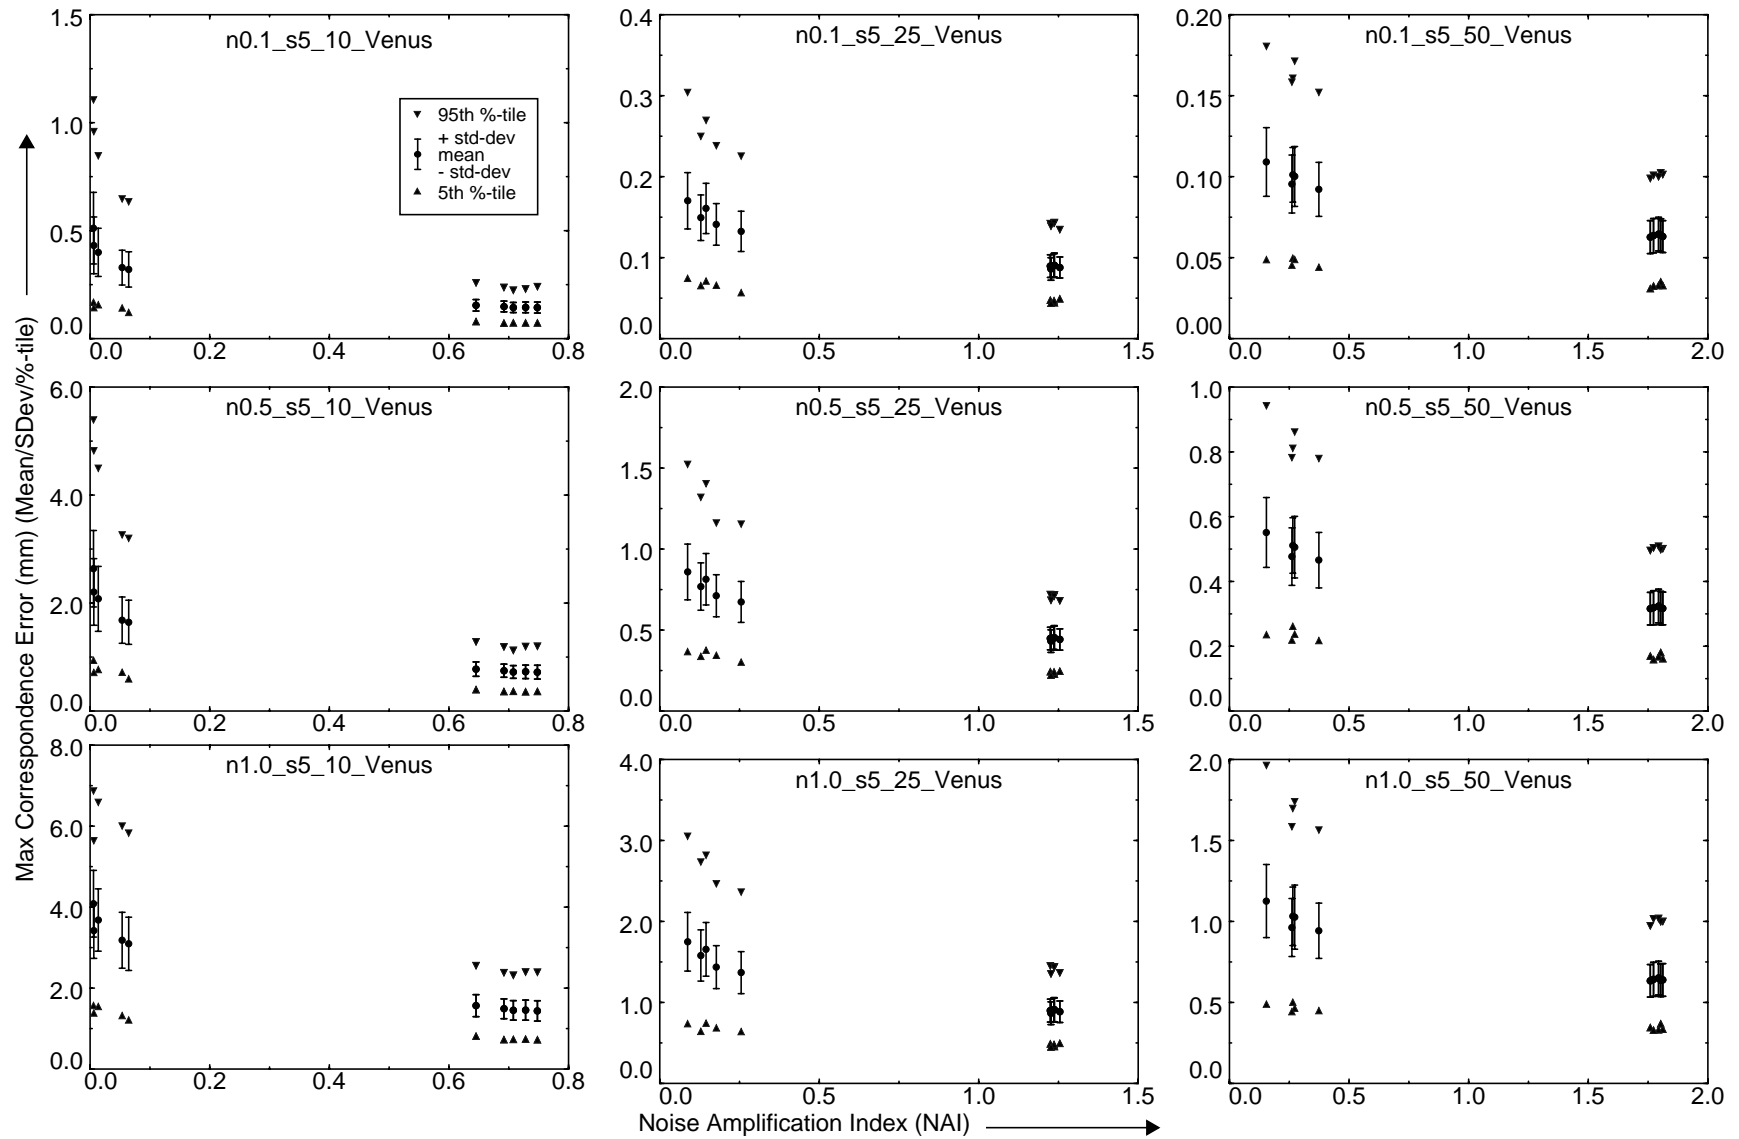 Max Correspondence Error (mm) (Mean/SDev/%-tile)
n0.1_s5_10_Venus
1.5
1.0
0.5
0.0
0.0 0.2 0.4 0.6 0.8
95th %-tile
+ std-dev
mean
- std-dev
5th %-tile
n0.1_s5_25_Venus
0.4
0.3
0.2
0.1
0.0
0.0 0.5 1.0 1.5
n0.1_s5_50_Venus
0.20
0.15
0.10
0.05
0.00
0.0 0.5 1.0 1.5 2.0
n0.5_s5_10_Venus
6.0
4.0
2.0
0.0
0.0 0.2 0.4 0.6 0.8
n0.5_s5_25_Venus
2.0
1.5
1.0
0.5
0.0
0.0 0.5 1.0 1.5
n0.5_s5_50_Venus
1.0
0.8
0.6
0.4
0.2
0.0
0.0 0.5 1.0 1.5 2.0
n1.0_s5_10_Venus
8.0
6.0
4.0
2.0
0.0
0.0 0.2 0.4 0.6 0.8
n1.0_s5_25_Venus
4.0
3.0
2.0
1.0
0.0
0.0 0.5 1.0 1.5
n1.0_s5_50_Venus
2.0
1.5
1.0
0.5
0.0
0.0 0.5 1.0 1.5 2.0
Noise Amplification Index (NAI)